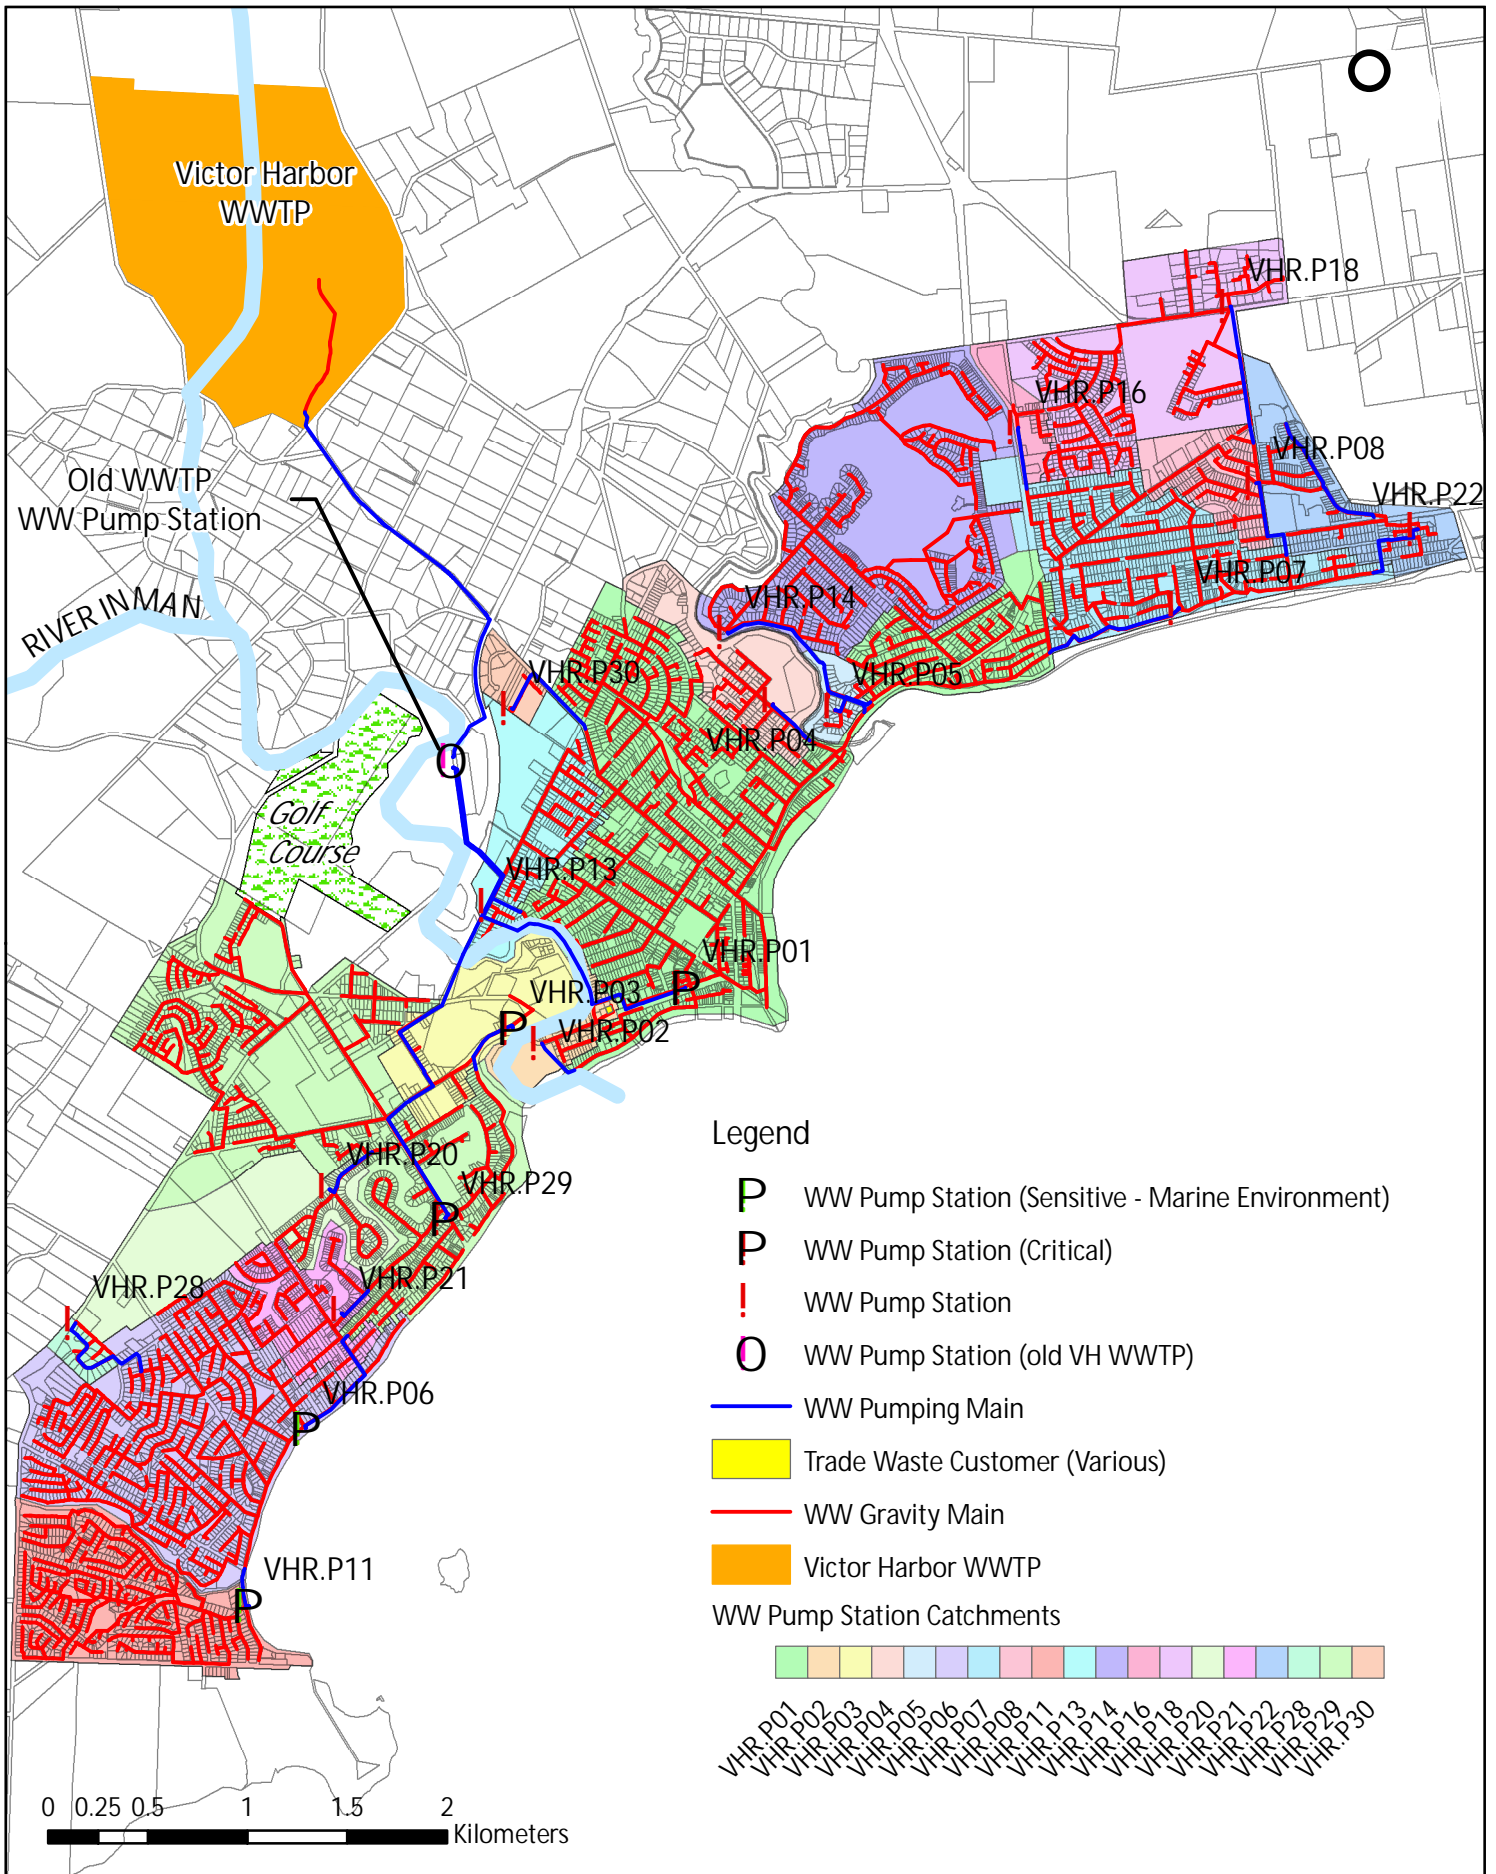 Victor Harbor
WWTP
VHR.P18
VHR.P16
VHR.P08
Old WWTP
WW Pump Station
VHR.P22
VHR.P07
VHR.P14
RIVER INMAN
VHR.P30
VHR.P05
VHR.P04
O
Golf
Course
VHR.P13
VHR.P01
P
VHR.P03
P
VHR.P02
VHR.P20
VHR.P29
P
VHR.P28
VHR.P21
VHR.P06
P
VHR.P11
P
Legend
P WW Pump Station (Sensitive - Marine Environment)
P WW Pump Station (Critical)
! WW Pump Station
O WW Pump Station (old VH WWTP)
WW Pumping Main
Trade Waste Customer (Various)
WW Gravity Main
Victor Harbor WWTP
WW Pump Station Catchments
VHR.P01
VHR.P02
VHR.P03
VHR.P04
VHR.P05
VHR.P06
VHR.P07
VHR.P08
VHR.P11
VHR.P13
VHR.P14
VHR.P16
VHR.P18
VHR.P20
VHR.P21
VHR.P22
VHR.P28
VHR.P29
VHR.P30
0 0.25 0.5 1 1.5 2
Kilometers